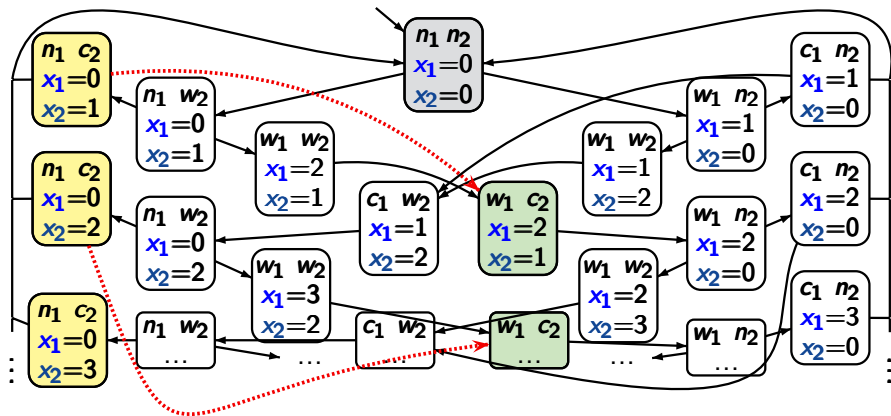 n₁ n₂
x₁=0
x₂=0
n₁ c₂
x₁=0
x₂=1
c₁ n₂
x₁=1
x₂=0
n₁ w₂
x₁=0
x₂=1
w₁ n₂
x₁=1
x₂=0
w₁ w₂
x₁=2
x₂=1
w₁ w₂
x₁=1
x₂=2
n₁ c₂
x₁=0
x₂=2
c₁ n₂
x₁=2
x₂=0
c₁ w₂
x₁=1
x₂=2
w₁ c₂
x₁=2
x₂=1
n₁ w₂
x₁=0
x₂=2
w₁ n₂
x₁=2
x₂=0
w₁ w₂
x₁=3
x₂=2
w₁ w₂
x₁=2
x₂=3
n₁ c₂
x₁=0
x₂=3
c₁ n₂
x₁=3
x₂=0
n₁ w₂
...
c₁ w₂
...
w₁ c₂
...
w₁ n₂
...
...
...
⋮
⋮